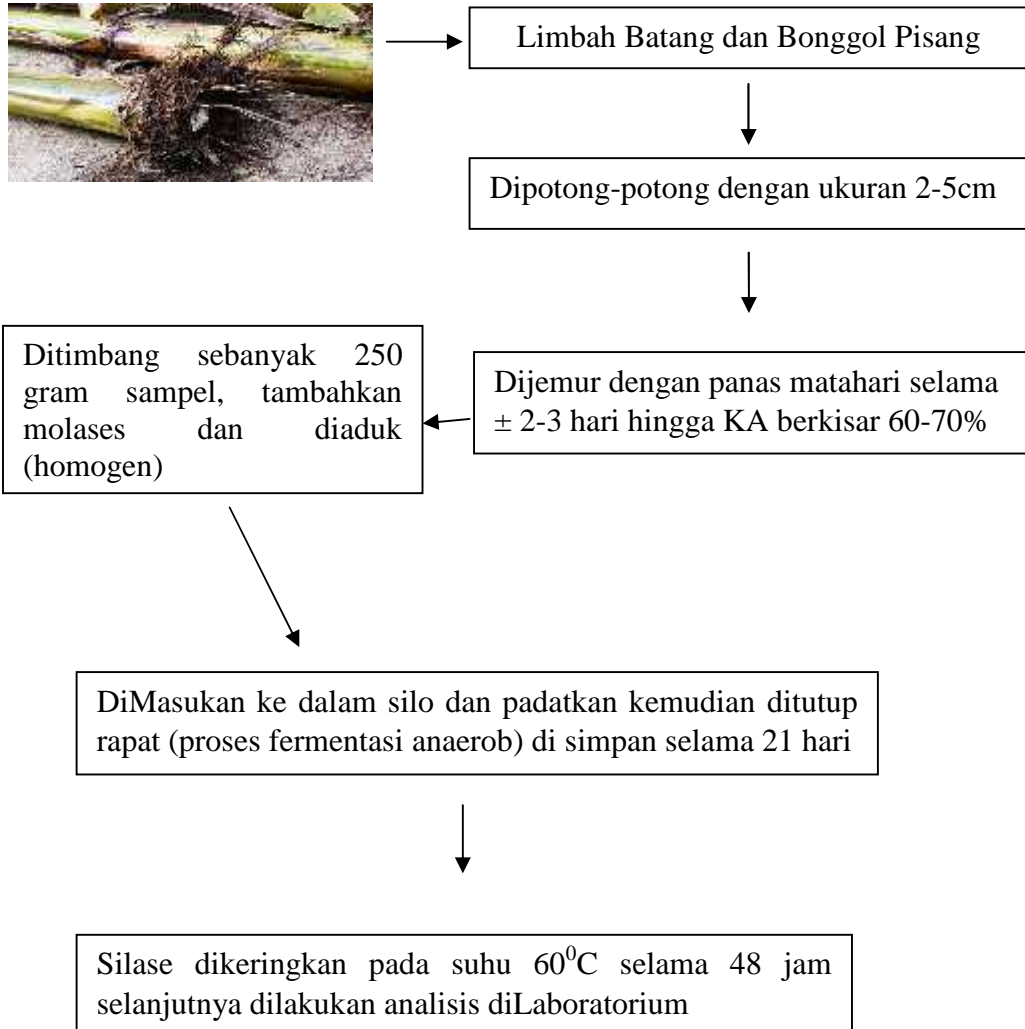 Limbah Batang dan Bonggol Pisang
Dipotong-potong dengan ukuran 2-5cm
Dijemur dengan panas matahari selama
± 2-3 hari hingga KA berkisar 60-70%
Ditimbang sebanyak 250
gram sampel, tambahkan
molases dan diaduk
(homogen)
DiMasukan ke dalam silo dan padatkan kemudian ditutup
rapat (proses fermentasi anaerob) di simpan selama 21 hari
Silase dikeringkan pada suhu 60⁰C selama 48 jam
selanjutnya dilakukan analisis diLaboratorium